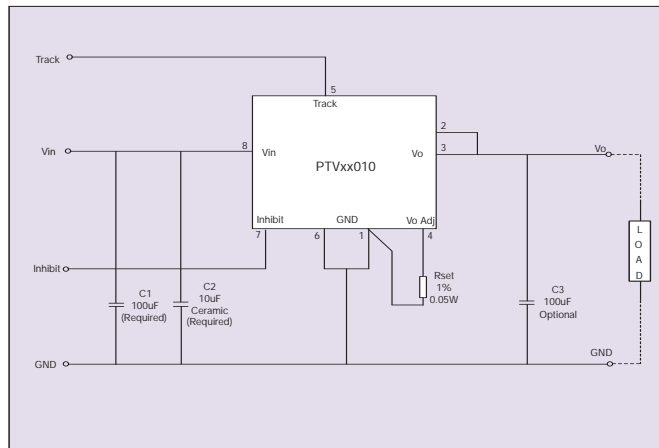 Track
5
Track
2
Vin
8
Vin
Vo
3
Vo
PTVxx010
Inhibit
GND
Vo Adj
7
6
1
4
L
O
A
D
Inhibit
C1
100uF
(Required)
C2
10uF
Ceramic
(Required)
Rset
1%
0.05W
C3
100uF
Optional
GND
GND